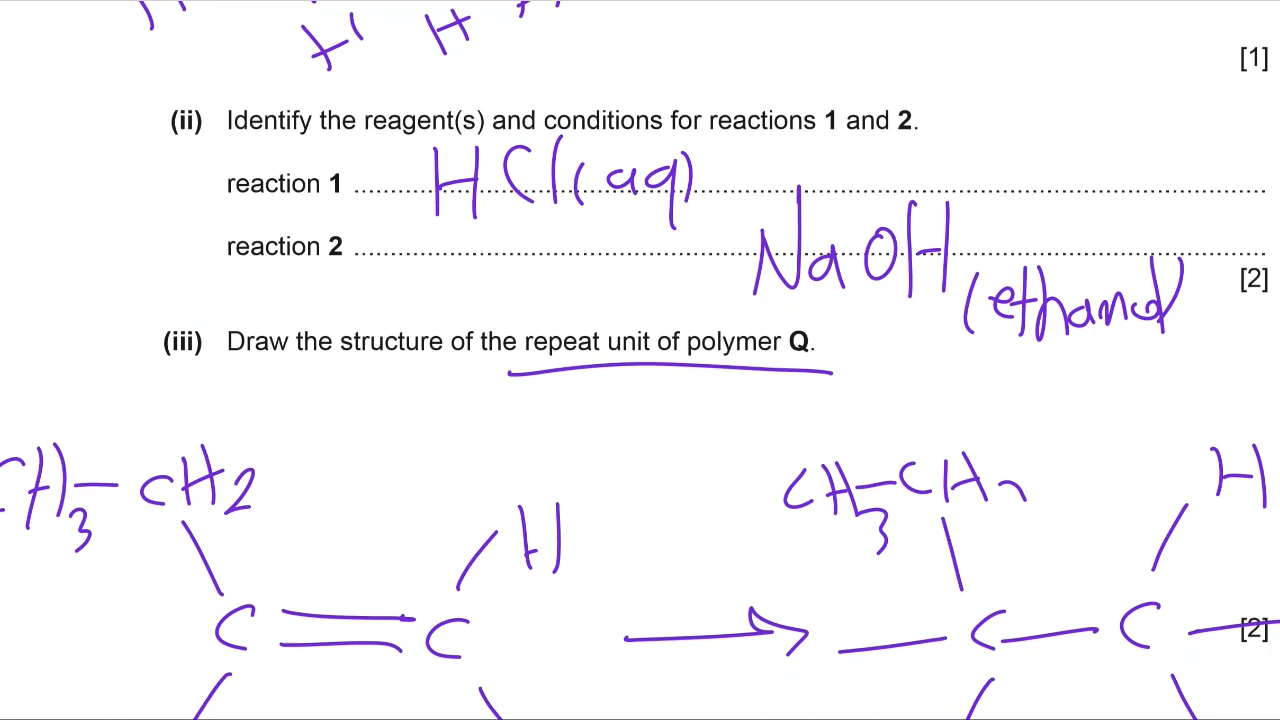 H H
[1]
(ii) Identify the reagent(s) and conditions for reactions 1 and 2.
reaction 1 HCl(aq)
reaction 2 NaOH (ethanol
[2]
(iii) Draw the structure of the repeat unit of polymer Q.
CH3-CH2 CH3-CH2 H
H
C=C → -C-C-
[2]